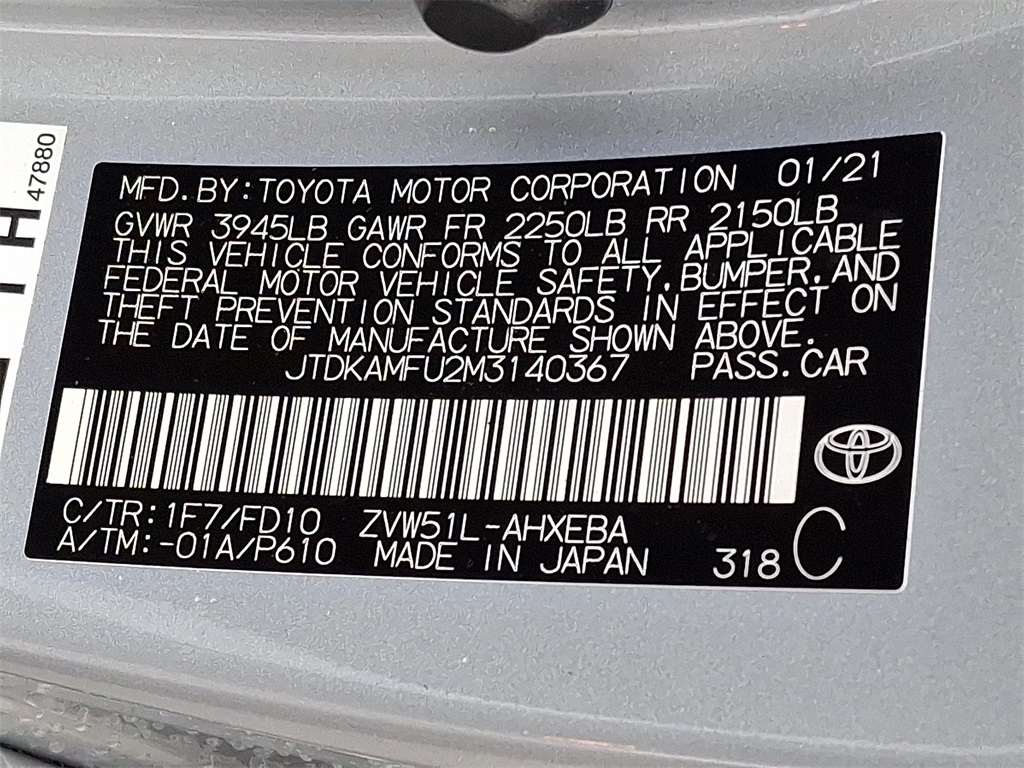 47880
TH
MFD. BY: TOYOTA MOTOR CORPORATION 01/21
GVWR 3945LB GAWR FR 2250LB RR 2150LB
THIS VEHICLE CONFORMS TO ALL APPLICABLE
FEDERAL MOTOR VEHICLE SAFETY, BUMPER, AND
THEFT PREVENTION STANDARDS IN EFFECT ON
THE DATE OF MANUFACTURE SHOWN ABOVE.
JTDKAMFU2M3140367 PASS. CAR
C/TR: 1F7/FD10 ZVW51L-AHXEBA
A/TM: -01A/P610 MADE IN JAPAN 318 C